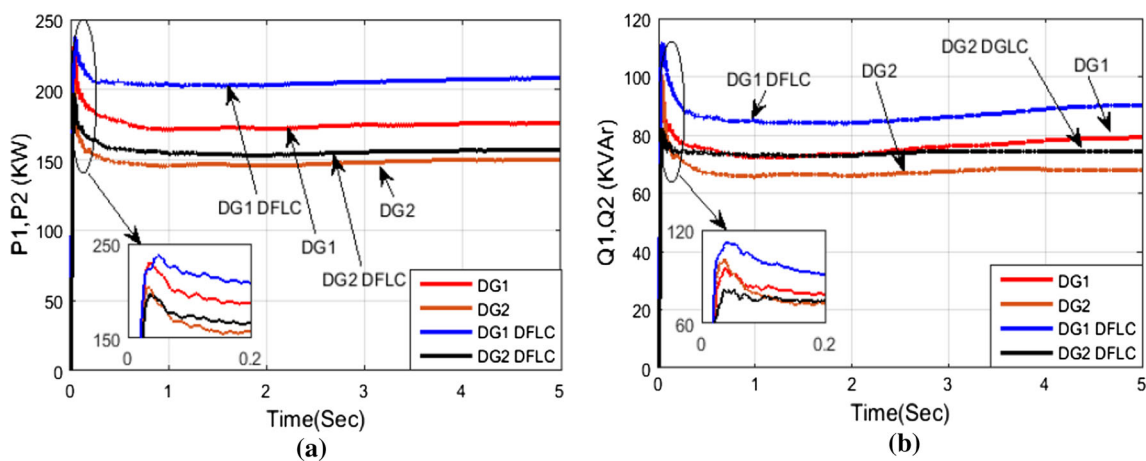 P1,P2 (KW)
250
200
150
100
50
0
DG1 DFLC
DG1
DG2 DFLC
DG2
250
150
0
0.2
DG1
DG2
DG1 DFLC
DG2 DFLC
0
1
2
3
4
5
Time(Sec)
(a)
Q1,Q2 (KVAr)
120
100
80
60
40
20
0
DG1 DFLC
DG2
DG2 DGLC
DG1
120
60
0
0.2
DG1
DG2
DG1 DFLC
DG2 DFLC
0
1
2
3
4
5
Time(Sec)
(b)